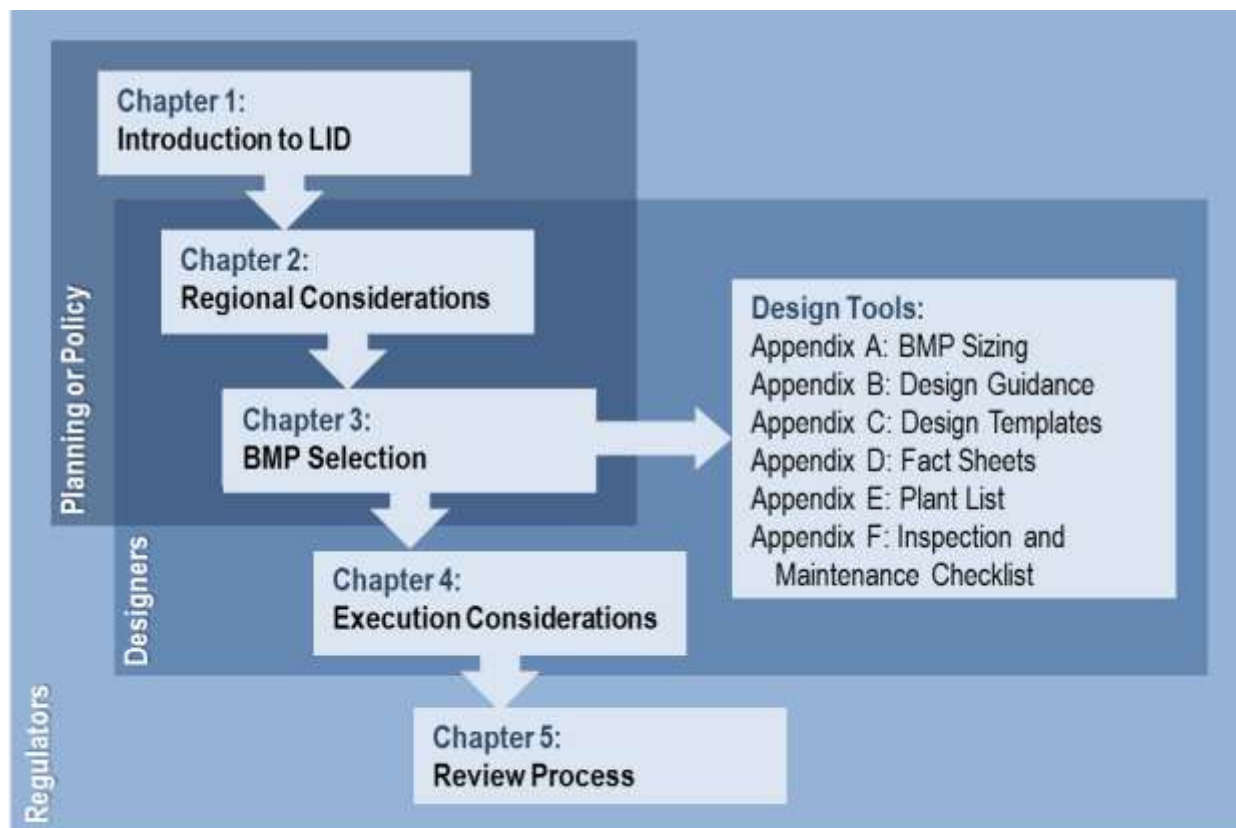 Chapter 1:
Introduction to LID
Chapter 2:
Regional Considerations
Chapter 3:
BMP Selection
Design Tools:
Appendix A: BMP Sizing
Appendix B: Design Guidance
Appendix C: Design Templates
Appendix D: Fact Sheets
Appendix E: Plant List
Appendix F: Inspection and
Maintenance Checklist
Chapter 4:
Execution Considerations
Chapter 5:
Review Process
Planning or Policy
Designers
Regulators